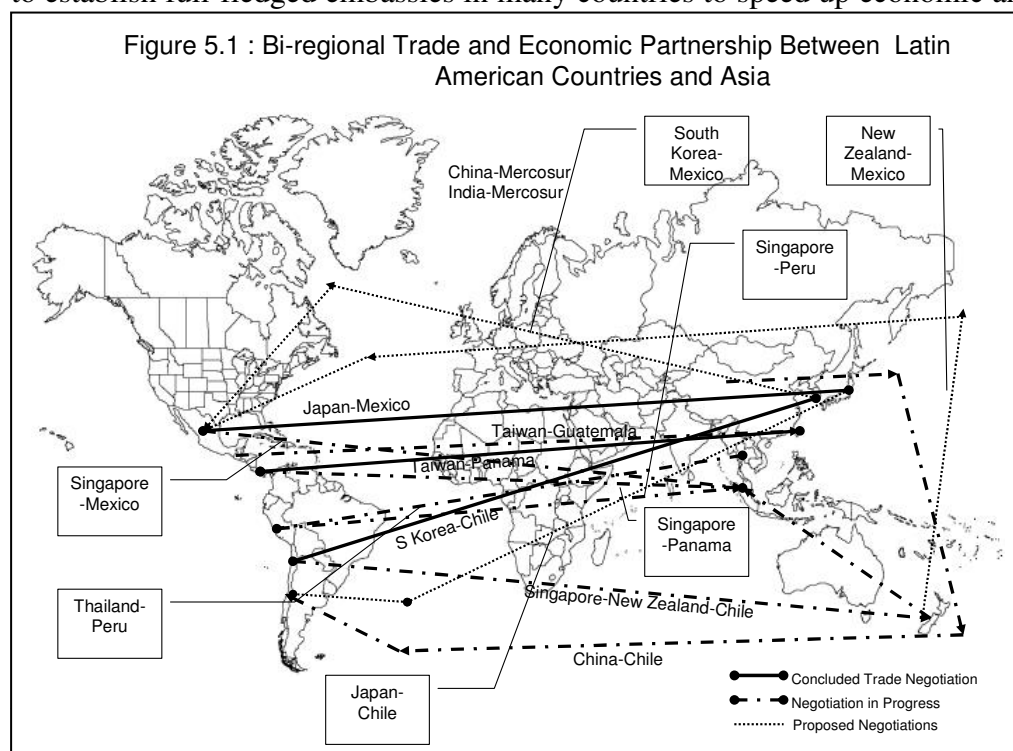 to establish full-fledged embassies in many countries to speed up economic a
Figure 5.1 : Bi-regional Trade and Economic Partnership Between Latin
American Countries and Asia
South
Korea-
Mexico
New
Zealand-
Mexico
China-Mercosur
India-Mercosur
Singapore
-Peru
Japan-Mexico
Taiwan-Guatemala
Taiwan-Panama
Singapore
-Mexico
S Korea-Chile
Singapore
-Panama
Thailand-
Peru
Singapore-New Zealand-Chile
China-Chile
Japan-
Chile
Concluded Trade Negotiation
Negotiation in Progress
Proposed Negotiations